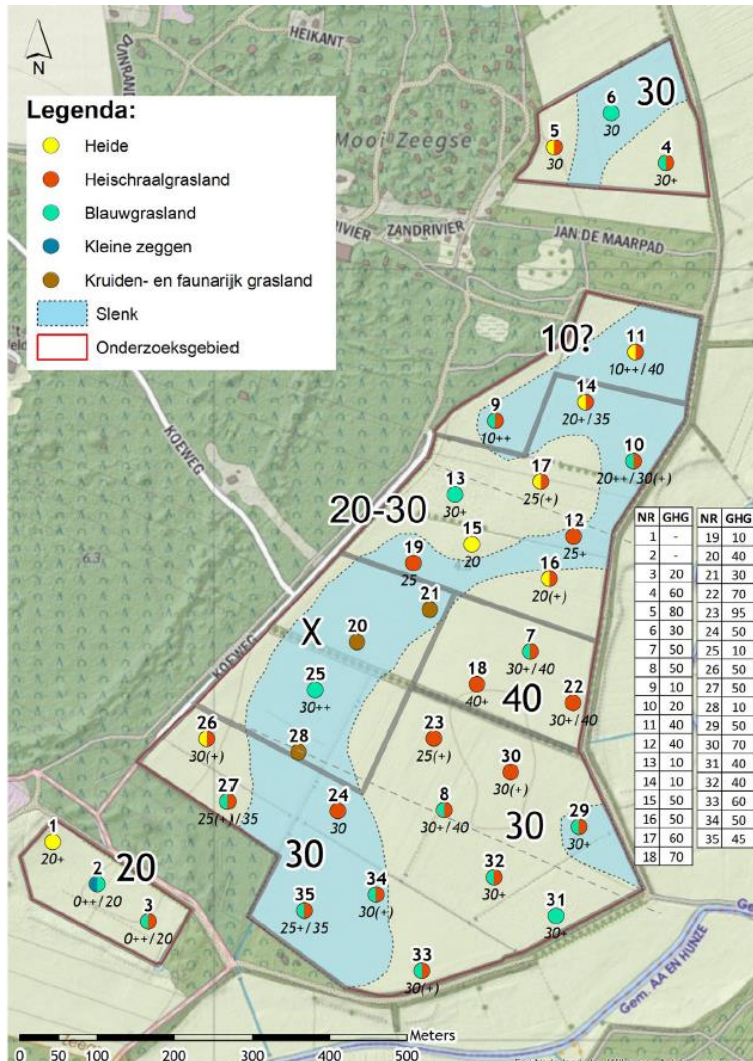 HEIKANT
N
Legenda:
Heide
Heischraalgrasland
Blauwgrasland
Kleine zeggen
Kruiden- en faunarijk grasland
Slenk
Onderzoeksgebied
Mooi Zeegse
ZANDRIVIER
JAN DE MAARPAD
6
30
30
5
30
4
30+
10?
11
10++/40
14
20+/35
9
10++
10
20++/30(+)
17
25(+)
13
30+
20-30
15
20
12
25+
19
25
16
20(+)
KOEWEG
6.3
21
X
20
7
30+/40
25
30++
18
40+
40
22
30+/40
KOEWEG
26
30(+)
28
23
25(+)
30
30(+)
27
25(+)/35
24
30
8
30+/40
30
29
30+
1
20+
2
0++/20
20
3
0++/20
30
34
30(+)
32
30+
35
25+/35
31
30+
33
30(+)
NR GHG NR GHG
1 - 19 10
2 - 20 40
3 20 21 30
4 60 22 70
5 80 23 95
6 30 24 50
7 50 25 10
8 50 26 50
9 10 27 50
10 20 28 10
11 40 29 50
12 40 30 70
13 10 31 40
14 10 32 40
15 50 33 60
16 50 34 50
17 60 35 45
18 70
Gem. AA EN HUNZE
Meters
0 50 100 200 300 400 500